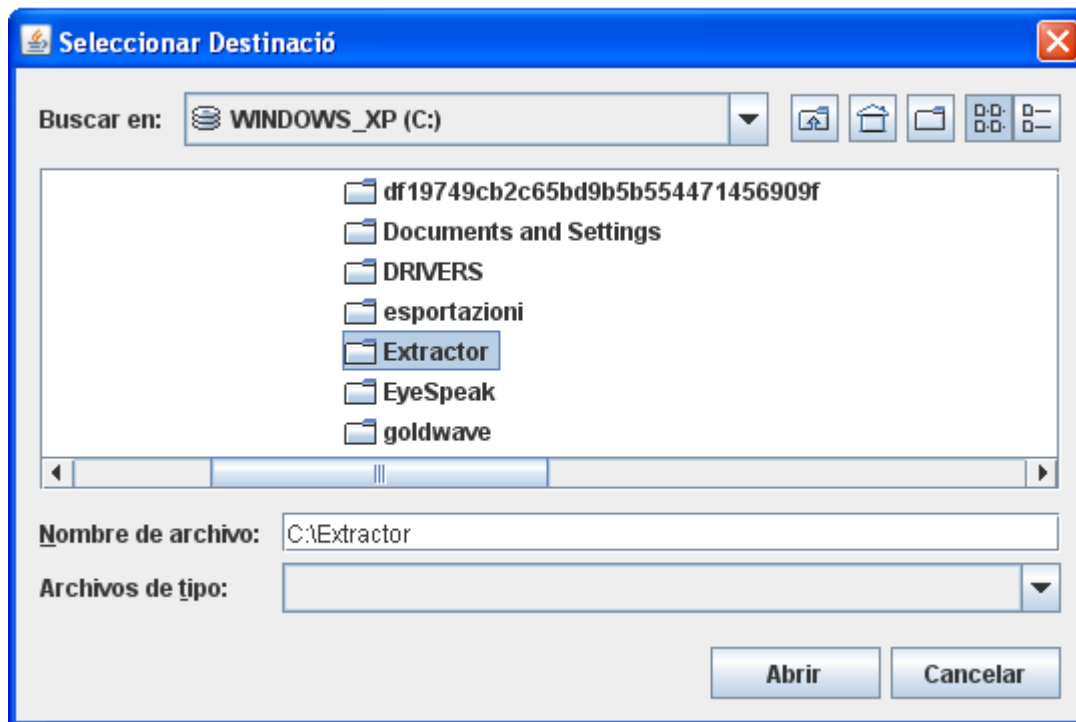 Seleccionar Destinació
Buscar en: WINDOWS_XP (C:)
df19749cb2c65bd9b5b554471456909f
Documents and Settings
DRIVERS
esportazioni
Extractor
EyeSpeak
goldwave
Nombre de archivo: C:\Extractor
Archivos de tipo:
Abrir Cancelar